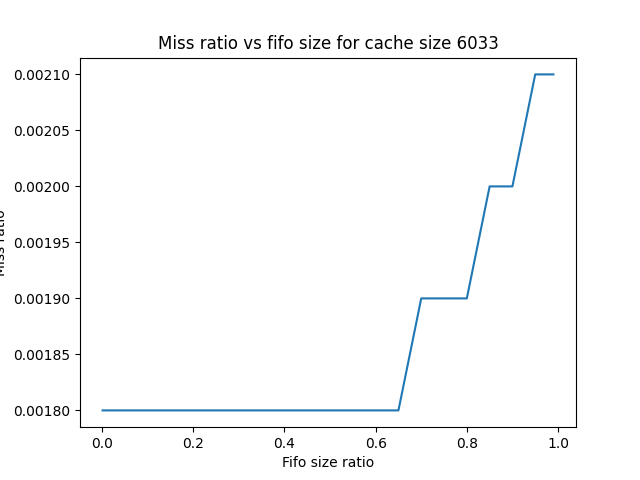 Miss ratio vs fifo size for cache size 6033
0.00210
0.00205
0.00200
0.00195
0.00190
0.00185
0.00180
Miss ratio
0.0 0.2 0.4 0.6 0.8 1.0
Fifo size ratio